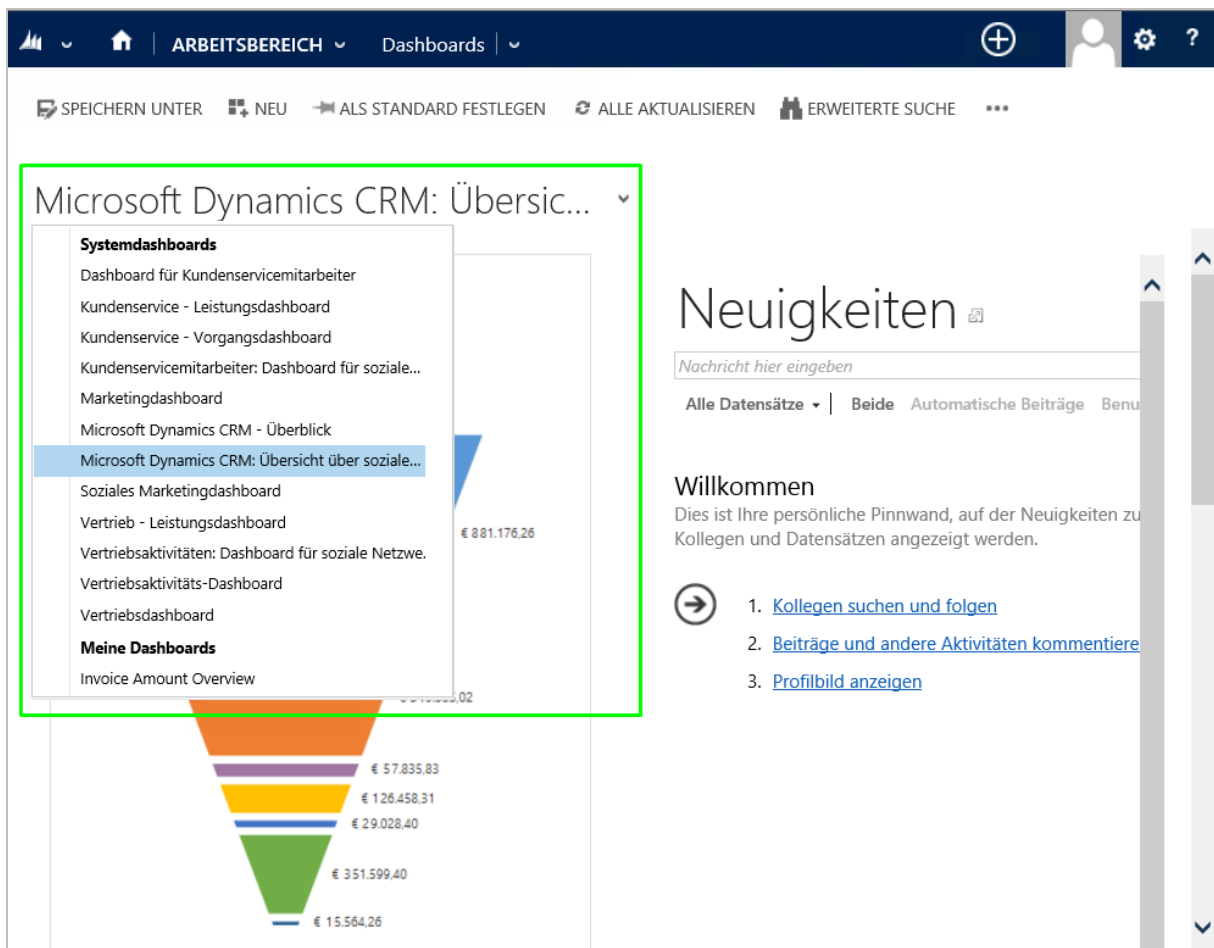 ARBEITSBEREICH Dashboards ?
SPEICHERN UNTER NEU ALS STANDARD FESTLEGEN ALLE AKTUALISIEREN ERWEITERTE SUCHE •••
Microsoft Dynamics CRM: Übersic...
Systemdashboards
Dashboard für Kundenservicemitarbeiter
Kundenservice - Leistungsdashboard
Kundenservice - Vorgangsdashboard
Kundenservicemitarbeiter: Dashboard für soziale...
Marketingdashboard
Microsoft Dynamics CRM - Überblick
Microsoft Dynamics CRM: Übersicht über soziale...
Soziales Marketingdashboard
Vertrieb - Leistungsdashboard
Vertriebsaktivitäten: Dashboard für soziale Netzwe.
Vertriebsaktivitäts-Dashboard
Vertriebsdashboard
Meine Dashboards
Invoice Amount Overview
€ 881.176,26
€ 57.835,83
€ 126.458,31
€ 29.028,40
€ 351.599,40
€ 15.564,26
Neuigkeiten
Nachricht hier eingeben
Alle Datensätze Beide Automatische Beiträge Benu
Willkommen
Dies ist Ihre persönliche Pinnwand, auf der Neuigkeiten zu
Kollegen und Datensätzen angezeigt werden.
1. Kollegen suchen und folgen
2. Beiträge und andere Aktivitäten kommentiere
3. Profilbild anzeigen